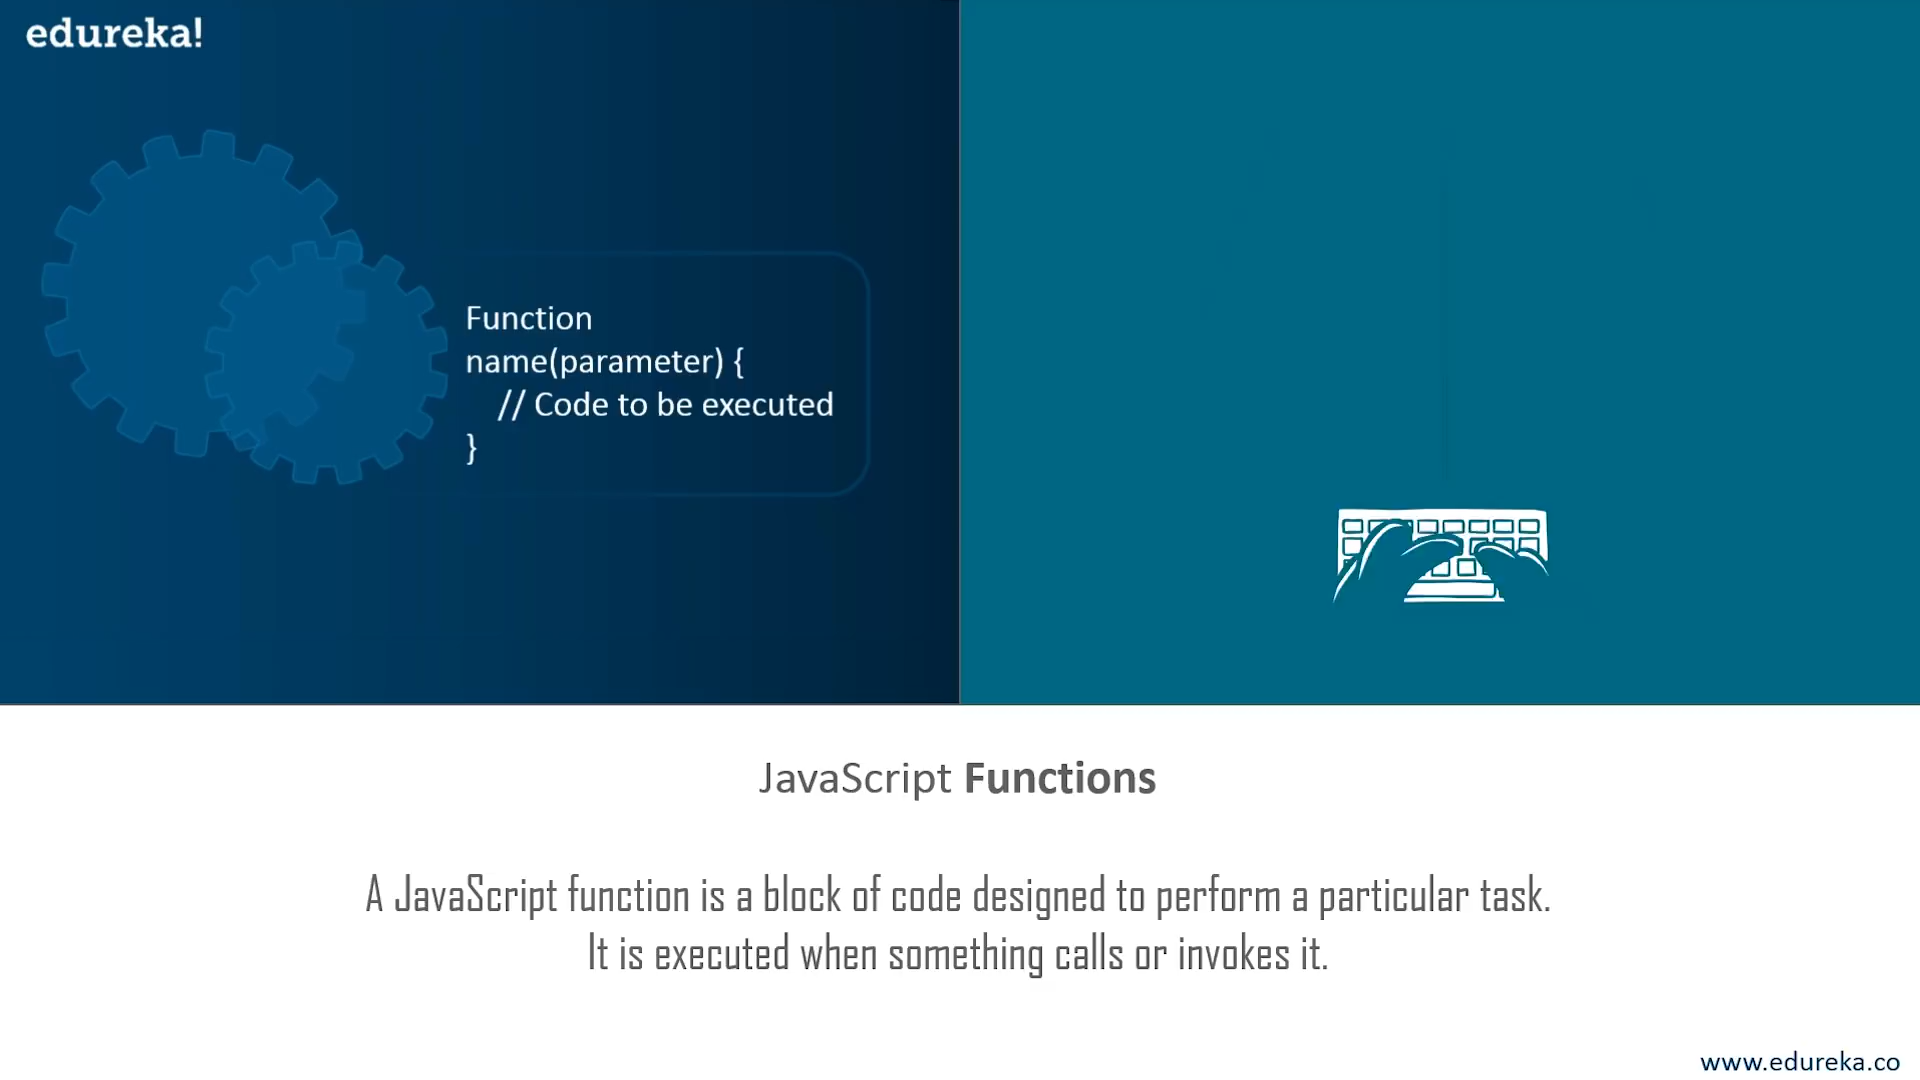 edureka!
Function
name(parameter) {
// Code to be executed
}
JavaScript Functions
A JavaScript function is a block of code designed to perform a particular task.
It is executed when something calls or invokes it.
www.edureka.co